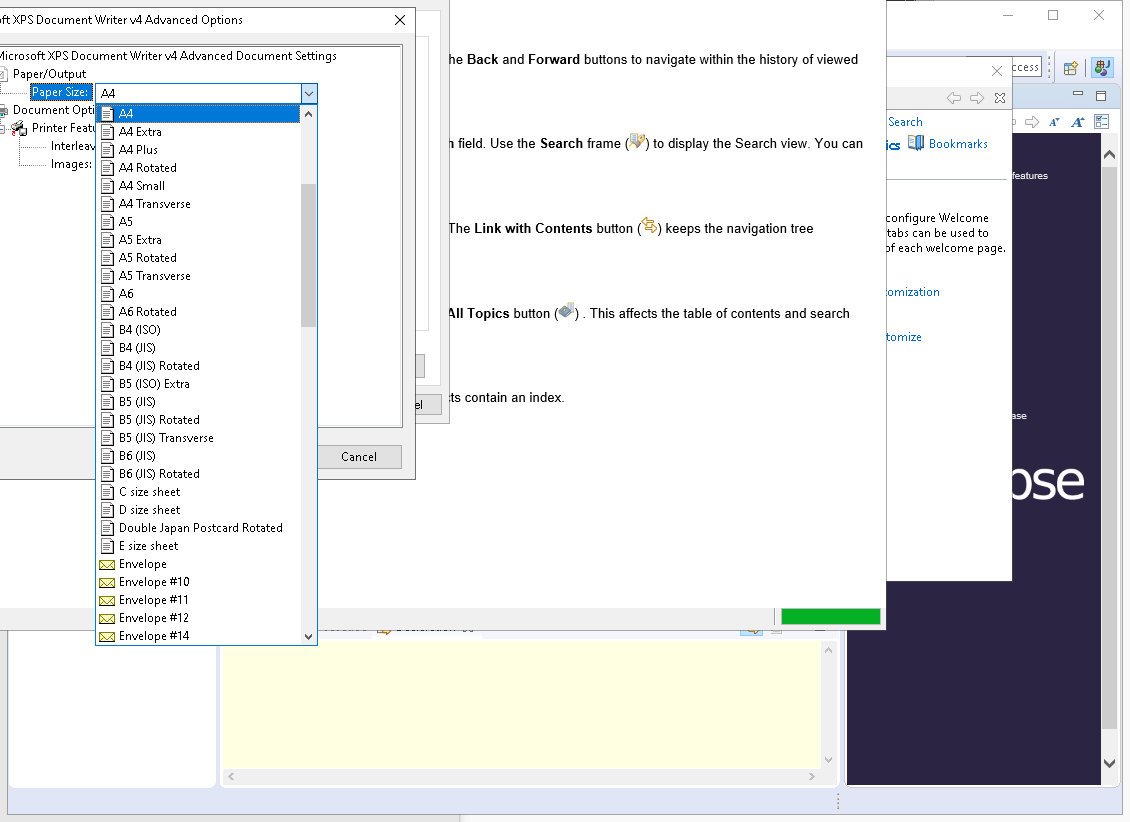 oft XPS Document Writer v4 Advanced Options
Microsoft XPS Document Writer v4 Advanced Document Settings
Paper/Output
Paper Size: A4
Document Opti
Printer Featu
Interleav
Images:
A4
A4 Extra
A4 Plus
A4 Rotated
A4 Small
A4 Transverse
A5
A5 Extra
A5 Rotated
A5 Transverse
A6
A6 Rotated
B4 (ISO)
B4 (JIS)
B4 (JIS) Rotated
B5 (ISO) Extra
B5 (JIS)
B5 (JIS) Rotated
B5 (JIS) Transverse
B6 (JIS)
B6 (JIS) Rotated
C size sheet
D size sheet
Double Japan Postcard Rotated
E size sheet
Envelope
Envelope #10
Envelope #11
Envelope #12
Envelope #14
Cancel
el
he Back and Forward buttons to navigate within the history of viewed
h field. Use the Search frame ( ) to display the Search view. You can
The Link with Contents button ( ) keeps the navigation tree
All Topics button ( ) . This affects the table of contents and search
ts contain an index.
ccess
Search
ics Bookmarks
configure Welcome
tabs can be used to
of each welcome page.
omization
tomize
features
ase
pse